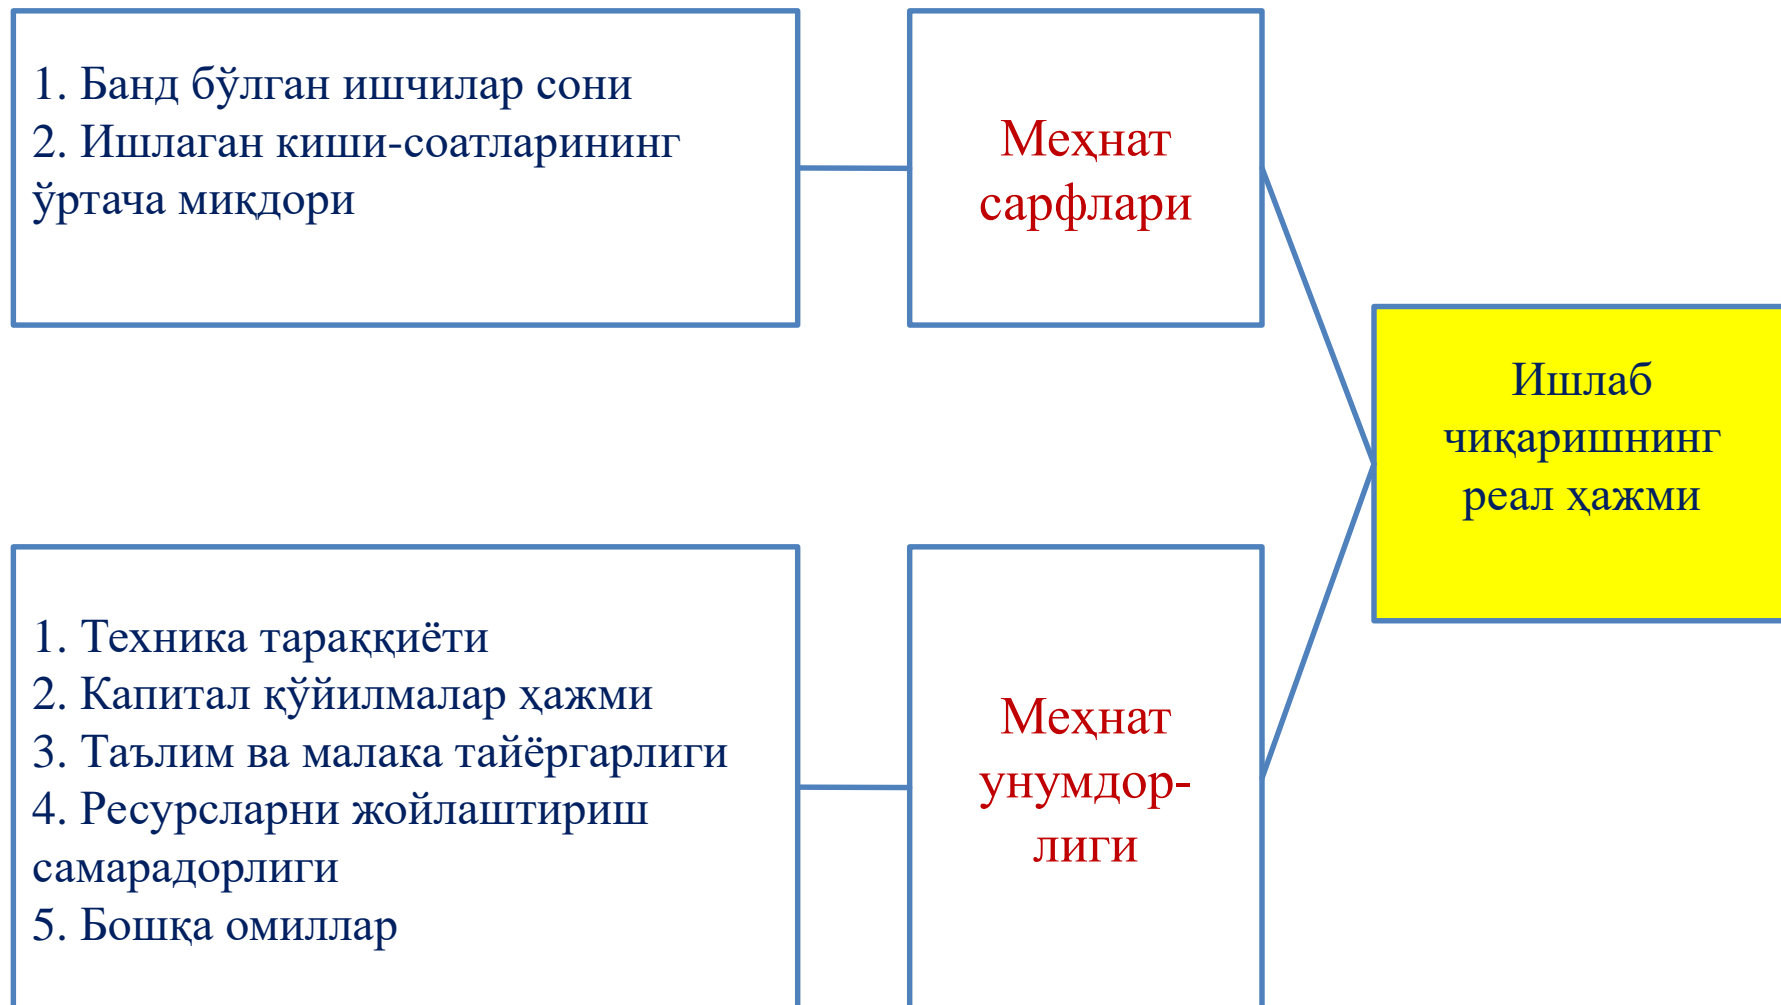 1. Банд бўлган ишчилар сони
2. Ишлаган киши-соатларининг
ўртача миқдори
Меҳнат
сарфлари
Ишлаб
чиқаришнинг
реал ҳажми
1. Техника тараққиёти
2. Капитал қўйилмалар ҳажми
3. Таълим ва малака тайёргарлиги
4. Ресурсларни жойлаштириш
самарадорлиги
5. Бошқа омиллар
Меҳнат
унумдор-
лиги